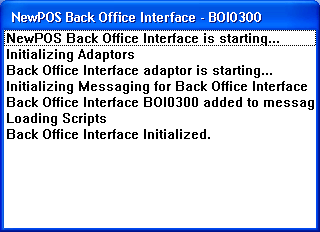 NewPOS Back Office Interface - BOI0300
NewPOS Back Office Interface is starting...
Initializing Adaptors
Back Office Interface adaptor is starting...
Initializing Messaging for Back Office Interface
Back Office Interface BOI0300 added to messag
Loading Scripts
Back Office Interface Initialized.